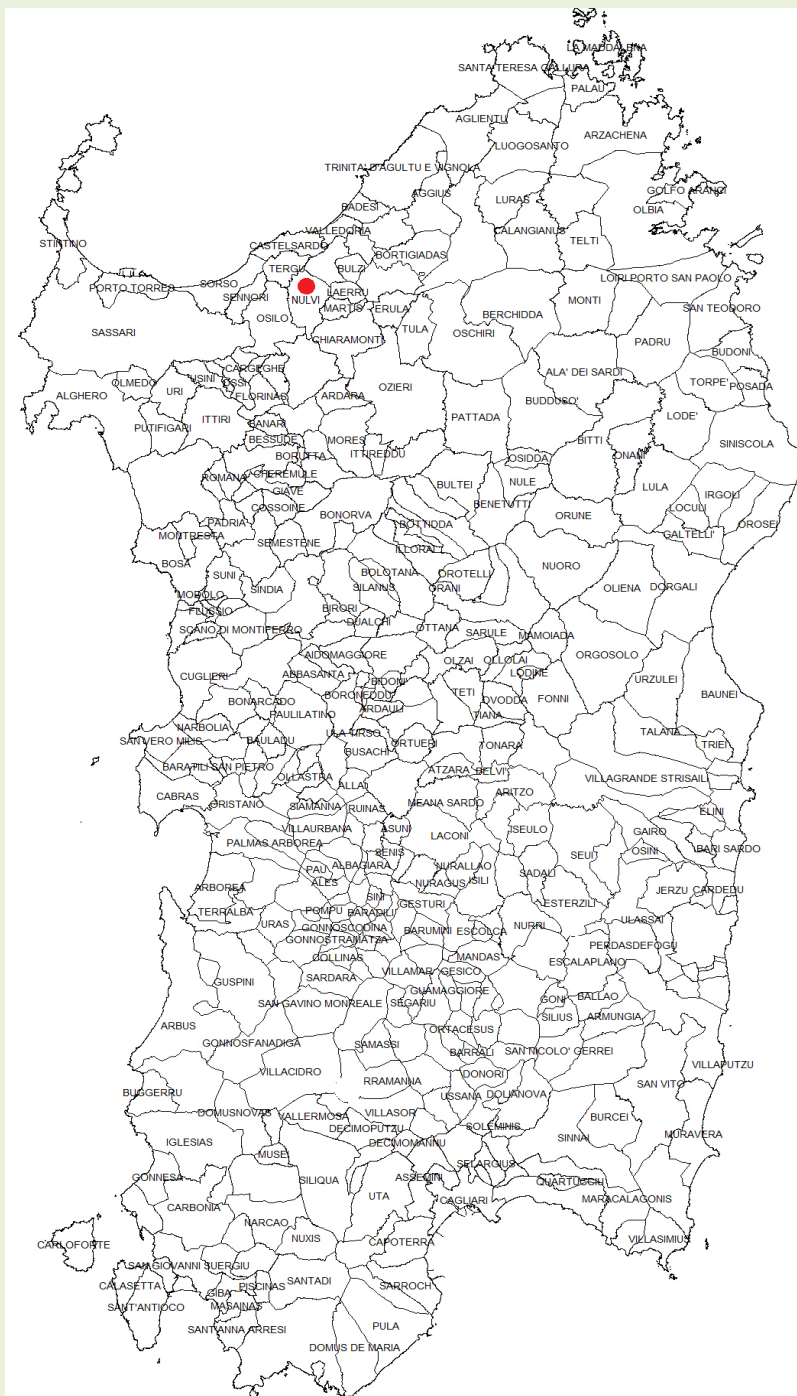 LA MADDALENA
SANTA TERESA GALLURA
PALAU
AGLIENTU
ARZACHENA
LUOGOSANTO
TRINITA' D'AGULTU E VIGNOLA
GOLFO ARANCI
AGGIUS
LURAS
BADESI
OLBIA
VALLEDORIA
CALANGIANUS
STINTINO
CASTELSARDO
TELTI
BORTIGIADAS
TERGU
BULZI
LOIRI PORTO SAN PAOLO
SORSO
PORTO TORRES
LAERRU
SENNORI
NULVI
MONTI
MARTIS
ERULA
SAN TEODORO
BERCHIDDA
OSILO
TULA
OSCHIRI
SASSARI
CHIARAMONTI
PADRU
BUDONI
CARGEGHE
ALA' DEI SARDI
USINI
OSSI
OLMEDO
TORPE'
POSADA
OZIERI
URI
ALGHERO
FLORINAS
ARDARA
BUDDUSO'
PATTADA
LODE'
ITTIRI
BANARI
PUTIFIGARI
BESSUDE
MORES
BITTI
SINISCOLA
ITTIREDDU
BORUTTA
ONANI
OSIDDA
CHEREMULE
ROMANA
NULE
BULTEI
LULA
GIAVE
IRGOLI
BENETUTTI
COSSOINE
LOCULI
BONORVA
ORUNE
PADRIA
BOTTIDDA
OROSEI
MONTRESTA
GALTELLI'
SEMESTENE
ILLORAI
BOSA
NUORO
SUNI
BOLOTANA
OROTELLI
SINDIA
SILANUS
ORANI
OLIENA
DORGALI
MODOLO
BIRORI
FLUSSIO
DUALCHI
OTTANA
SCANO DI MONTIFERRO
SARULE
MAMOIADA
AIDOMAGGIORE
ORGOSOLO
OLZAI
OLLOLAI
CUGLIERI
ABBASANTA
LODINE
BIDONI'
URZULEI
BORONEDDU
TETI
BAUNEI
BONARCADO
OVODDA
FONNI
ARDAULI
PAULILATINO
TIANA
NARBOLIA
ULA TIRSO
TALANA
SAN VERO MILIS
BAULADU
ORTUERI
TONARA
TRIEI
BUSACHI
BARATILI SAN PIETRO
ATZARA
BELVI'
OLLASTRA
VILLAGRANDE STRISAILI
ALLAI
CABRAS
ARITZO
ORISTANO
SIAMANNA
RUINAS
MEANA SARDO
ELINI
VILLAURBANA
ASUNI
ISEULO
GAIRO
LACONI
PALMAS ARBOREA
SENIS
OSINI
BARI SARDO
SEUI
ALBAGIARA
NURALLAO
PAU
SADALI
ALES
NURAGUS
ISILI
ARBOREA
JERZU
CARDEDU
SINI
GESTURI
ESTERZILI
TERRALBA
POMPU
BARADILI
URAS
ULASSAI
NURRI
GONNOSCODINA
BARUMINI
ESCOLCA
GONNOSTRAMATZA
PERDASDEFOGU
COLLINAS
MANDAS
ESCALAPLANO
VILLAMAR
GESICO
SARDARA
GUSPINI
GUAMAGGIORE
GONI
BALLAO
SAN GAVINO MONREALE
SEGARIU
SILIUS
ARMUNGIA
ARBUS
ORTACESUS
GONNOSFANADIGA
SAMASSI
BARRALI
SAN NICOLO' GERREI
VILLAPUTZU
VILLACIDRO
DONORI
RRAMANNA
SAN VITO
BUGGERRU
USSANA
DOLIANOVA
DOMUSNOVAS
VALLERMOSA
VILLASOR
BURCEI
DECIMOPUTZU
SOLEMINIS
MURAVERA
IGLESIAS
DECIMOMANNU
SINNAI
MUSEI
SELARGIUS
GONNESA
ASSEMINI
SILIQUA
QUARTUCCIU
UTA
CAGLIARI
MARACALAGONIS
CARBONIA
NARCAO
NUXIS
VILLASIMIUS
CARLOFORTE
CAPOTERRA
SAN GIOVANNI SUERGIU
SANTADI
CALASETTA
PISCINAS
SARROCH
GIBA
SANT'ANTIOCO
MASAINAS
SANT'ANNA ARRESI
PULA
DOMUS DE MARIA